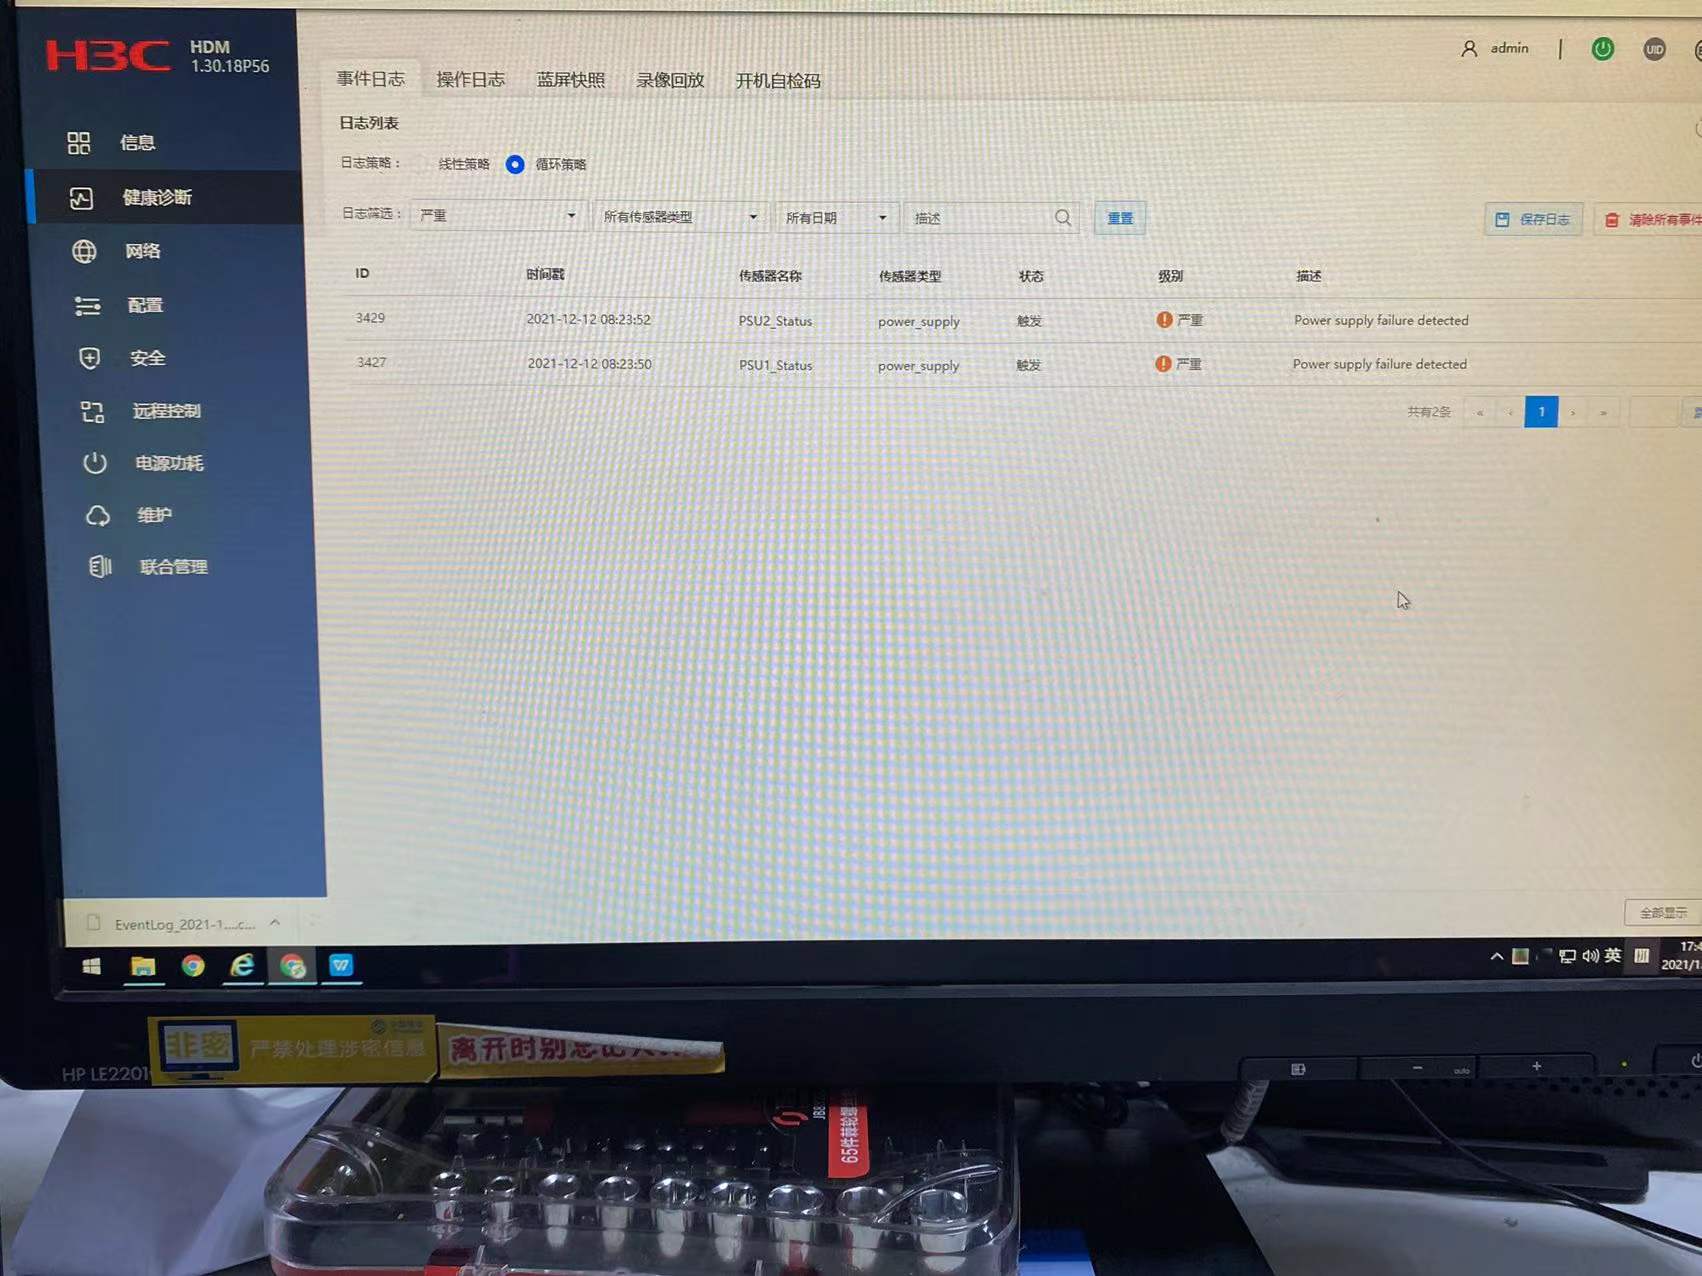 H3C HDM
1.30.18P56
admin
UID
信息
健康诊断
网络
配置
安全
远程控制
电源功耗
维护
联合管理
事件日志 操作日志 蓝屏快照 录像回放 开机自检码
日志列表
日志策略： 线性策略 循环策略
日志筛选： 严重 所有传感器类型 所有日期 描述 重置 保存日志 清除所有事件
ID 时间戳 传感器名称 传感器类型 状态 级别 描述
3429 2021-12-12 08:23:52 PSU2_Status power_supply 触发 严重 Power supply failure detected
3427 2021-12-12 08:23:50 PSU1_Status power_supply 触发 严重 Power supply failure detected
共有2条 « ‹ 1 › »
EventLog_2021-1....c...
全部显示
英
17:4
2021/1
HP LE2201
非密 严禁处理涉密信息
离开时别忘
auto
65件棘轮